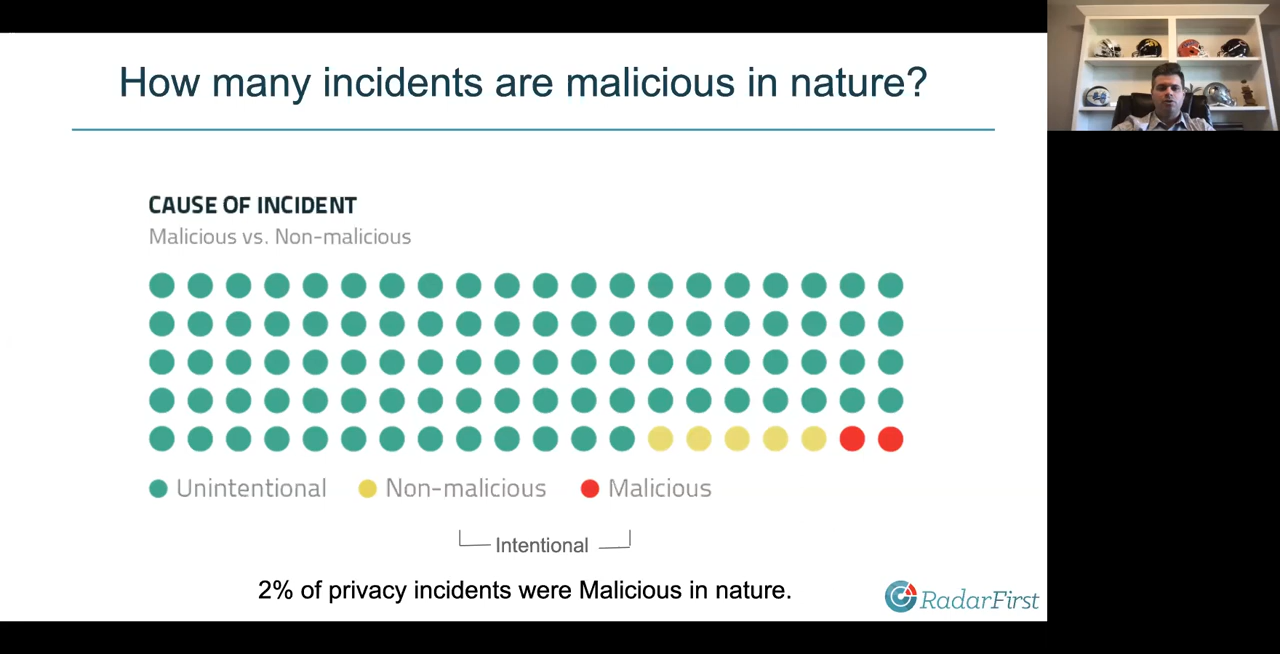 How many incidents are malicious in nature?
CAUSE OF INCIDENT
Malicious vs. Non-malicious
Unintentional Non-malicious Malicious
Intentional
2% of privacy incidents were Malicious in nature.
RadarFirst